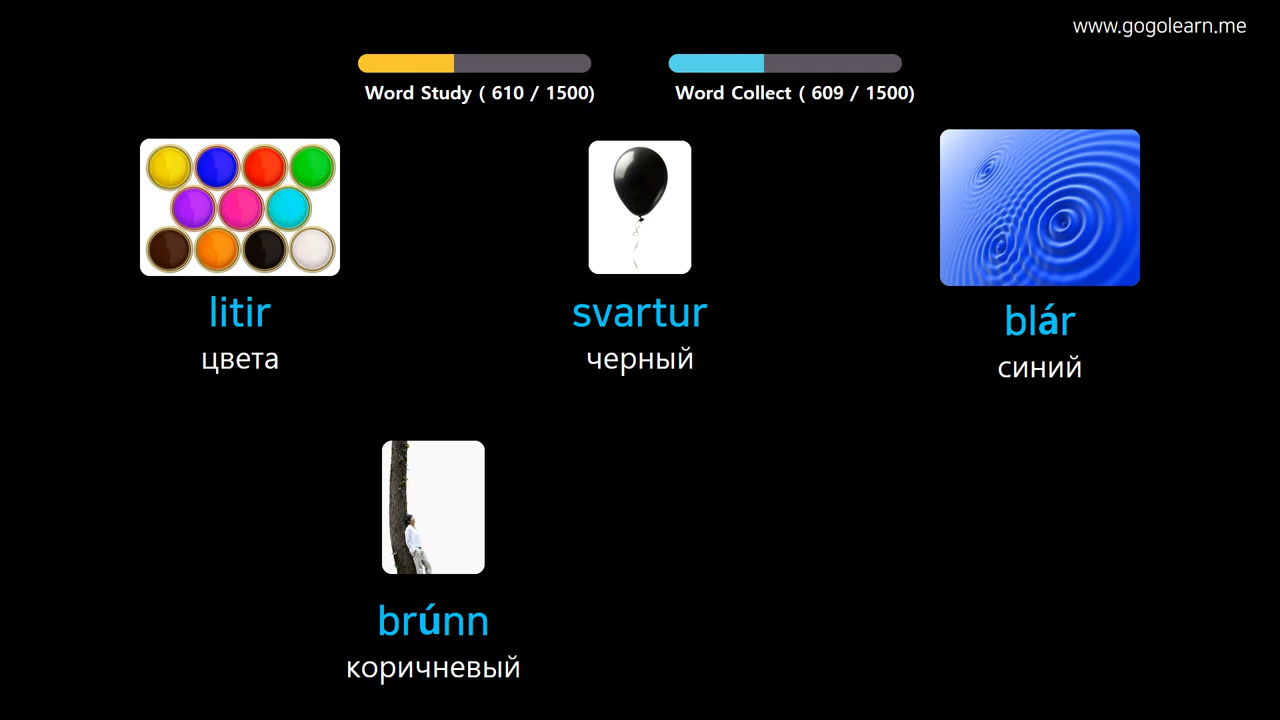 www.gogolearn.me
Word Study ( 610 / 1500)
Word Collect ( 609 / 1500)
litir
цвета
svartur
черный
blár
синий
brúnn
коричневый